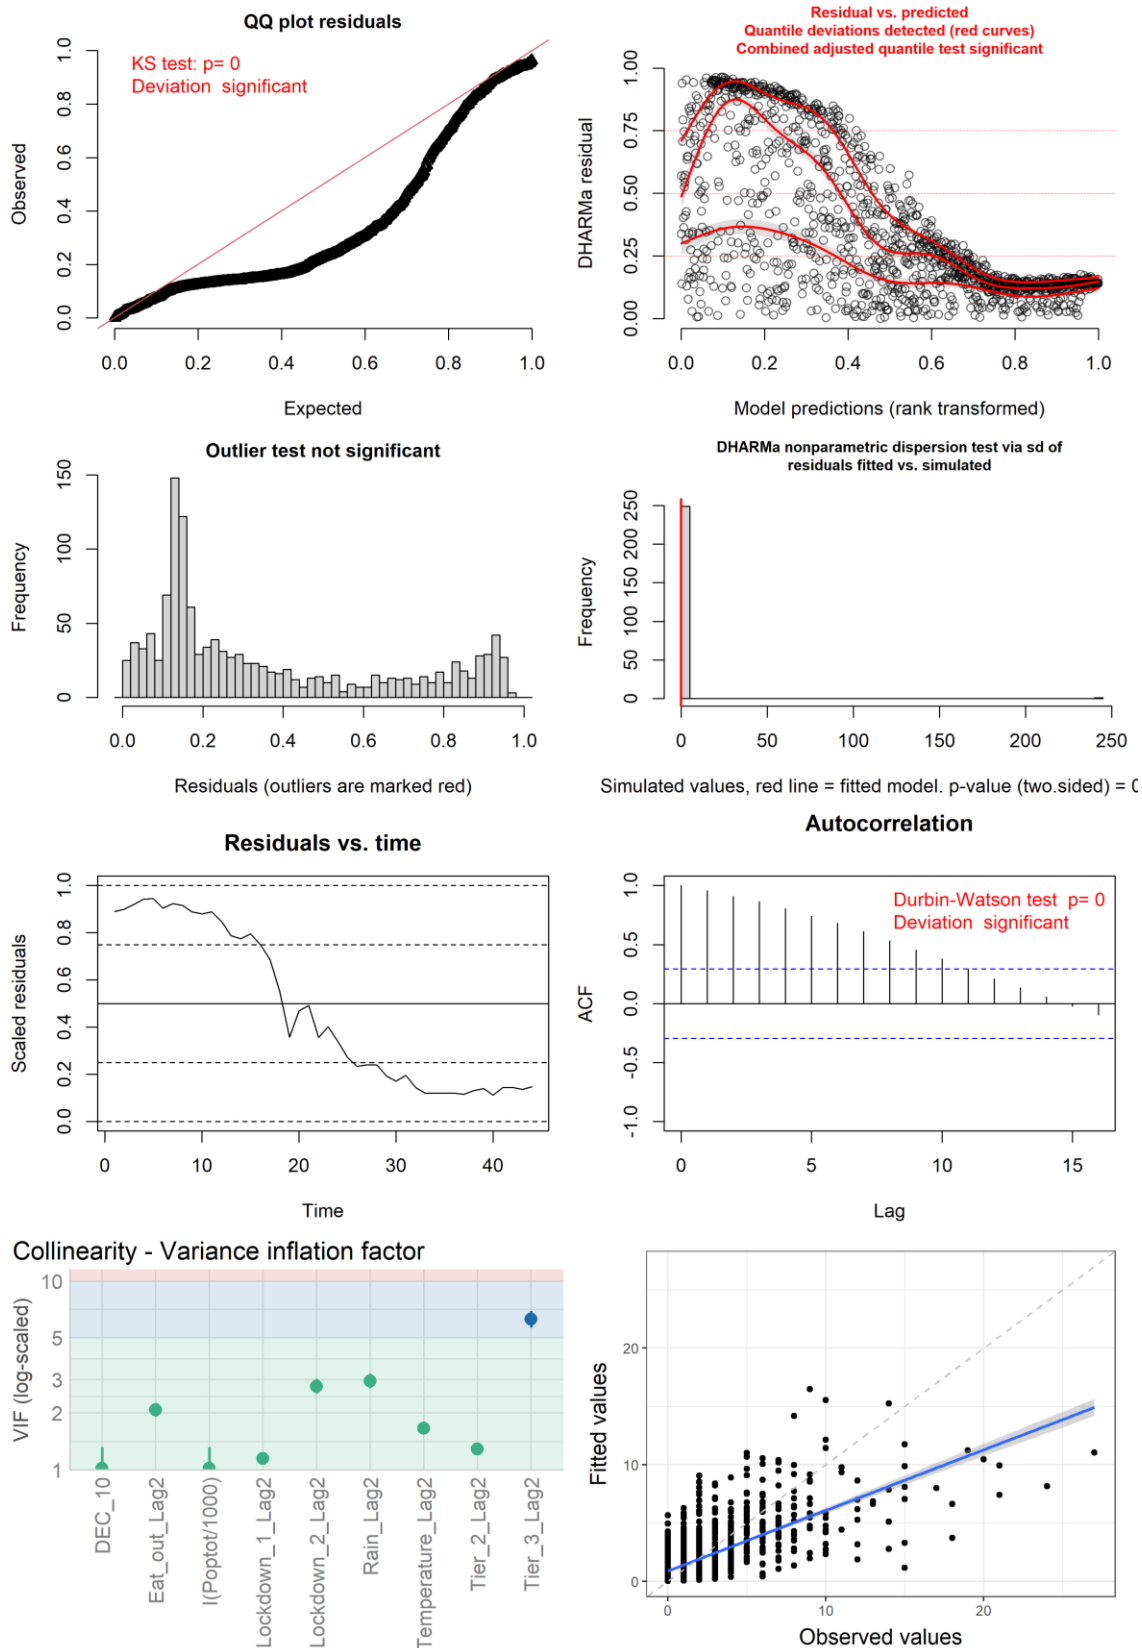 QQ plot residuals
KS test: p= 0
Deviation significant
Observed
0.0 0.2 0.4 0.6 0.8 1.0
0.0 0.2 0.4 0.6 0.8 1.0
Expected
Residual vs. predicted
Quantile deviations detected (red curves)
Combined adjusted quantile test significant
DHARMa residual
0.00 0.25 0.50 0.75 1.00
0.0 0.2 0.4 0.6 0.8 1.0
Model predictions (rank transformed)
Outlier test not significant
Frequency
0 50 100 150
0.0 0.2 0.4 0.6 0.8 1.0
Residuals (outliers are marked red)
DHARMa nonparametric dispersion test via sd of
residuals fitted vs. simulated
Frequency
0 50 100 150 200 250
0 50 100 150 200 250
Simulated values, red line = fitted model. p-value (two.sided) = 0
Residuals vs. time
Scaled residuals
0.0 0.2 0.4 0.6 0.8 1.0
0 10 20 30 40
Time
Autocorrelation
Durbin-Watson test p= 0
Deviation significant
ACF
-1.0 -0.5 0.0 0.5 1.0
0 5 10 15
Lag
Collinearity - Variance inflation factor
VIF (log-scaled)
10
5
3
2
1
DEC_10
Eat_out_Lag2
I(Poptot/1000)
Lockdown_1_Lag2
Lockdown_2_Lag2
Rain_Lag2
Temperature_Lag2
Tier_2_Lag2
Tier_3_Lag2
Fitted values
20
10
0
0 10 20
Observed values